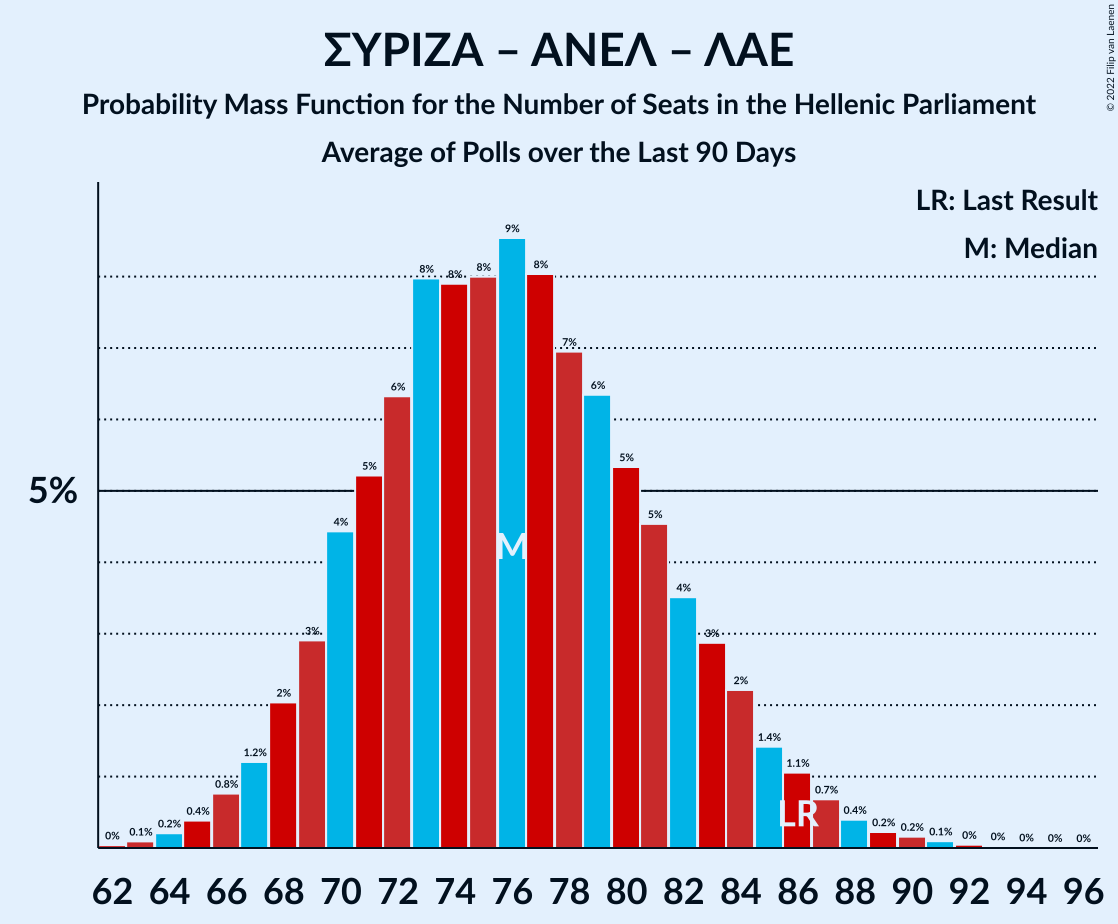 ΣΥΡΙΖΑ – ΑΝΕΛ – ΛΑΕ
Probability Mass Function for the Number of Seats in the Hellenic Parliament
Average of Polls over the Last 90 Days
© 2022 Filip van Laenen
LR: Last Result
M: Median
5%
0% 0.1% 0.2% 0.4% 0.8% 1.2% 2% 3% 4% 5% 6% 8% 8% 8% 9% 8% 7% 6% 5% 5% 4% 3% 2% 1.4% 1.1% 0.7% 0.4% 0.2% 0.2% 0.1% 0% 0% 0% 0% 0%
M
LR
62 64 66 68 70 72 74 76 78 80 82 84 86 88 90 92 94 96